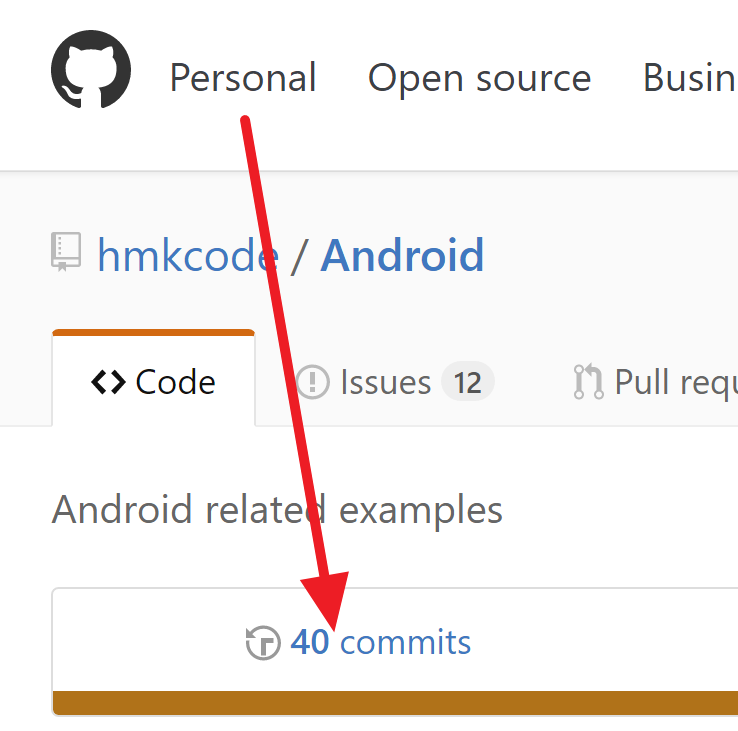 Personal Open source Busin
hmkcode / Android
<> Code Issues 12 Pull requ
Android related examples
40 commits